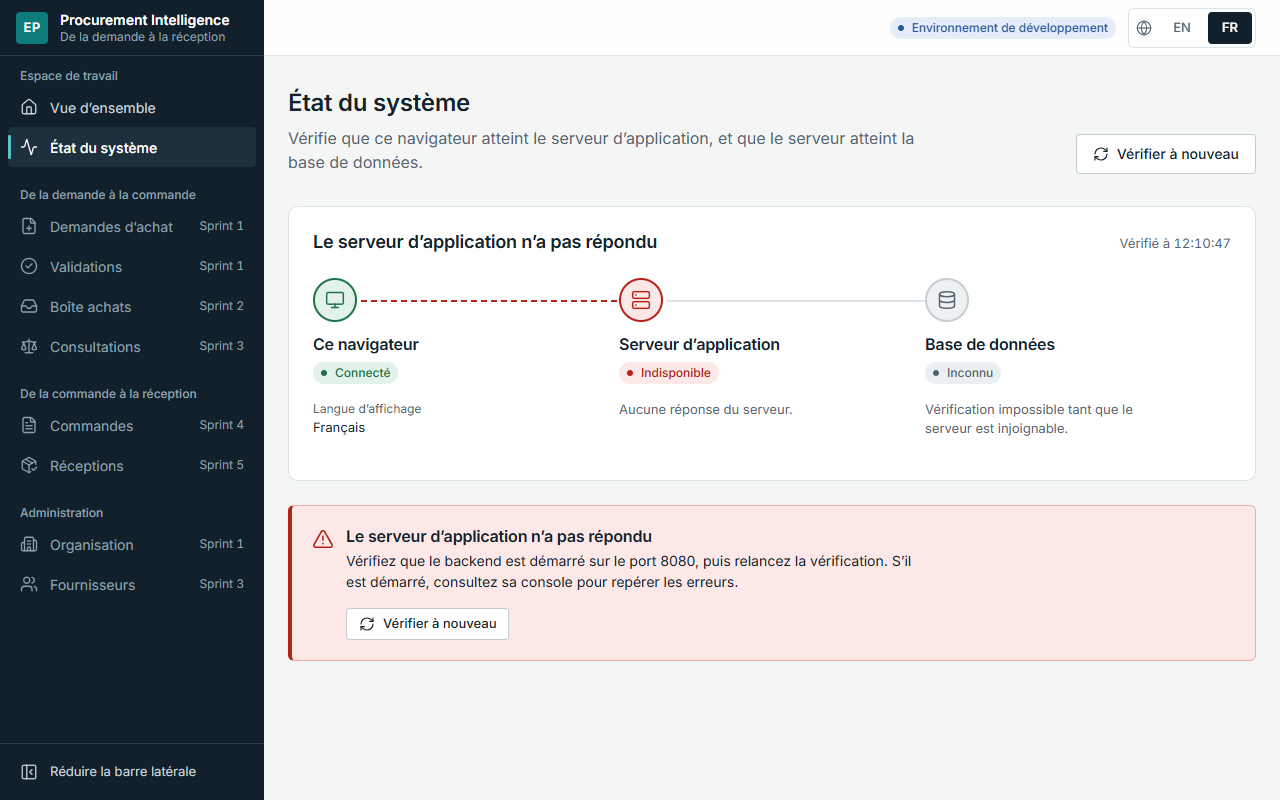 EP
Procurement Intelligence
De la demande à la réception
Environnement de développement
EN
FR
Espace de travail
Vue d’ensemble
État du système
De la demande à la commande
Demandes d’achat Sprint 1
Validations Sprint 1
Boîte achats Sprint 2
Consultations Sprint 3
De la commande à la réception
Commandes Sprint 4
Réceptions Sprint 5
Administration
Organisation Sprint 1
Fournisseurs Sprint 3
Réduire la barre latérale
État du système
Vérifie que ce navigateur atteint le serveur d’application, et que le serveur atteint la
base de données.
Vérifier à nouveau
Le serveur d’application n’a pas répondu
Vérifié à 12:10:47
Ce navigateur
Connecté
Langue d’affichage
Français
Serveur d’application
Indisponible
Aucune réponse du serveur.
Base de données
Inconnu
Vérification impossible tant que le
serveur est injoignable.
Le serveur d’application n’a pas répondu
Vérifiez que le backend est démarré sur le port 8080, puis relancez la vérification. S’il
est démarré, consultez sa console pour repérer les erreurs.
Vérifier à nouveau